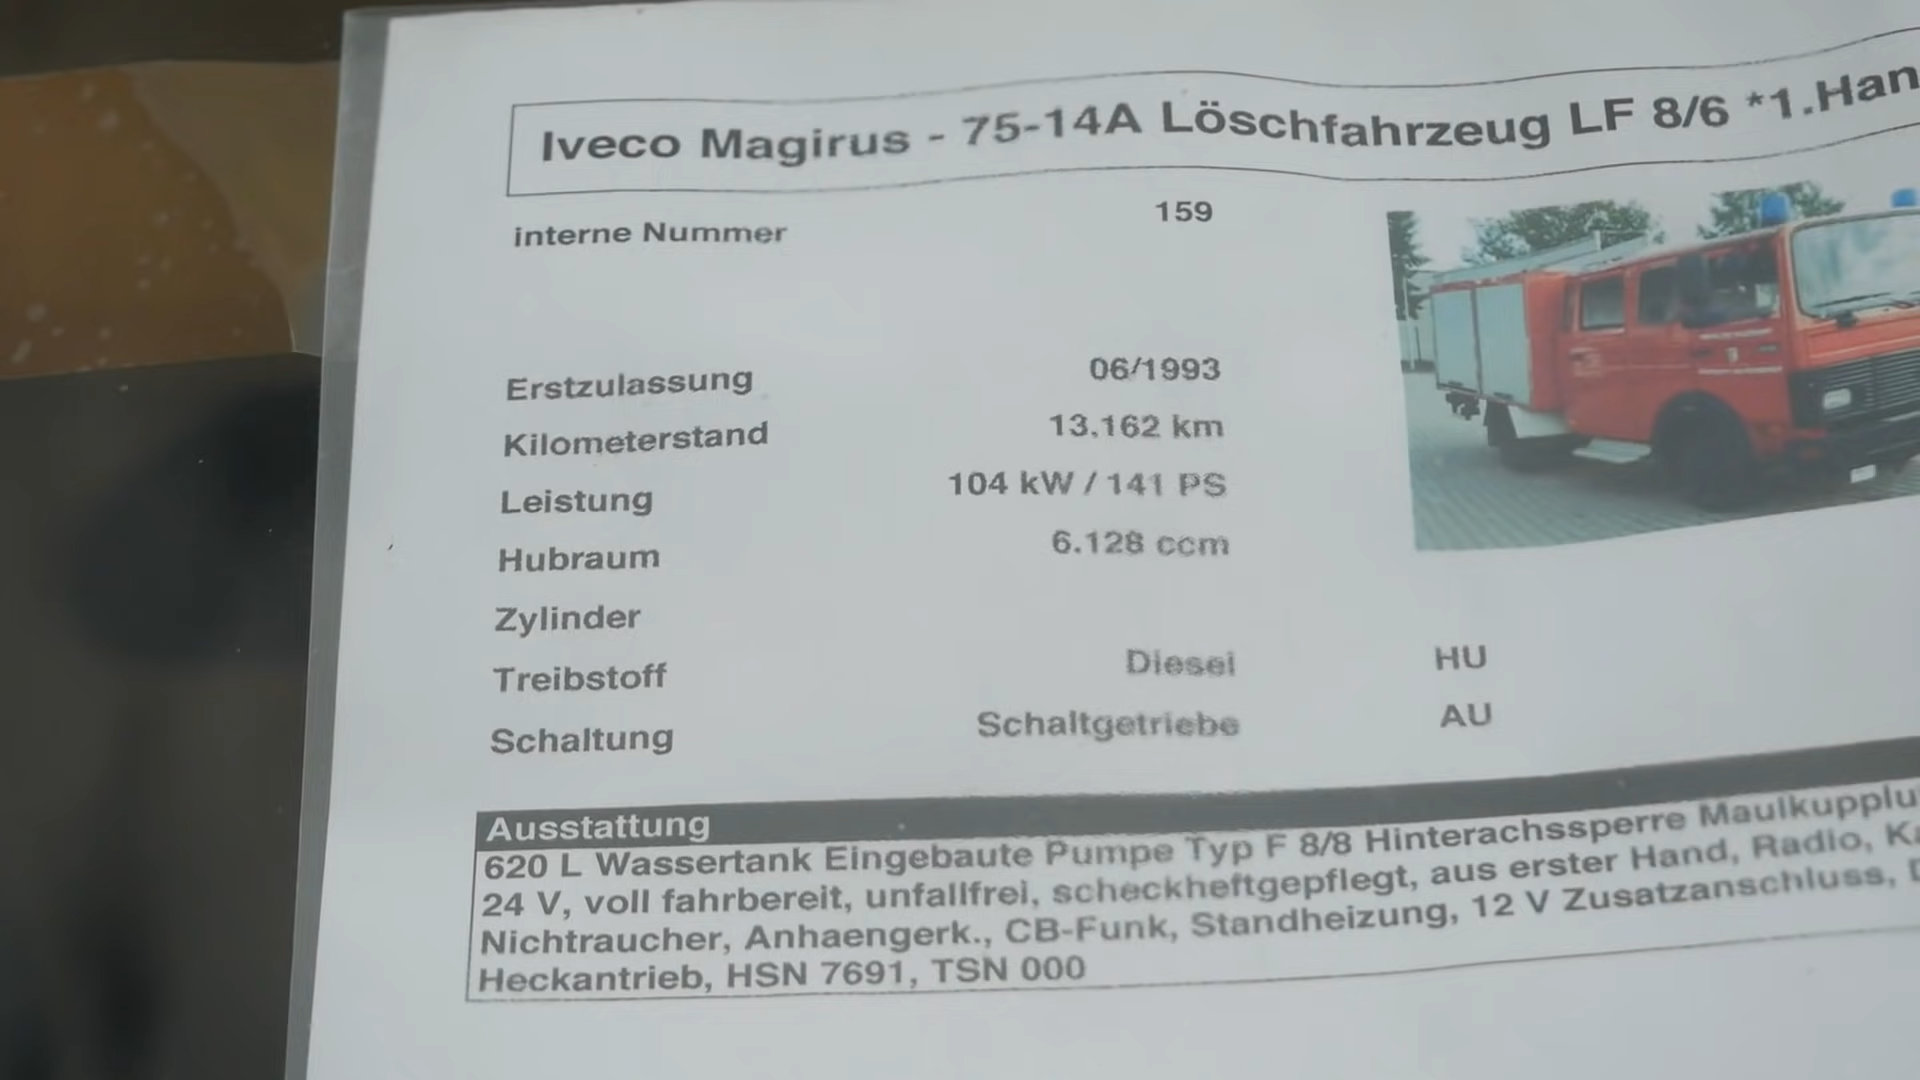 Iveco Magirus - 75-14A Löschfahrzeug LF 8/6 *1.Han
interne Nummer 159
Erstzulassung 06/1993
Kilometerstand 13.162 km
Leistung 104 kW / 141 PS
Hubraum 6.128 ccm
Zylinder
Treibstoff Diesel HU
Schaltung Schaltgetriebe AU
Ausstattung
620 L Wassertank Eingebaute Pumpe Typ F 8/8 Hinterachssperre Maulkupplu
24 V, voll fahrbereit, unfallfrei, scheckheftgepflegt, aus erster Hand, Radio, Ka
Nichtraucher, Anhaengerk., CB-Funk, Standheizung, 12 V Zusatzanschluss,
Heckantrieb, HSN 7691, TSN 000